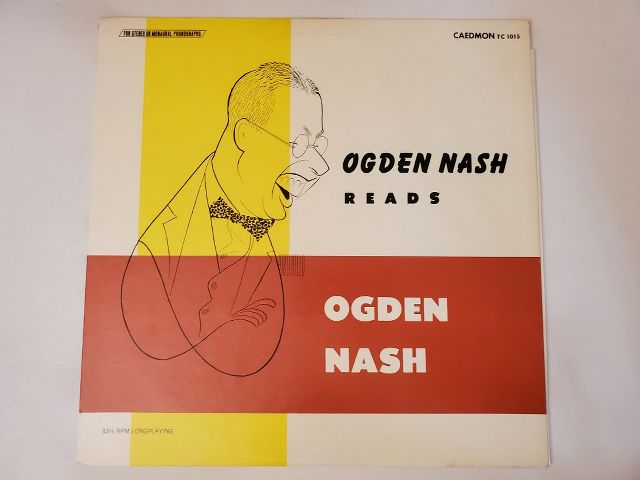 FOR STEREO OR MONAURAL PHONOGRAPHS
CAEDMON TC 1015
OGDEN NASH
READS
OGDEN
NASH
33⅓ RPM LONGPLAYING